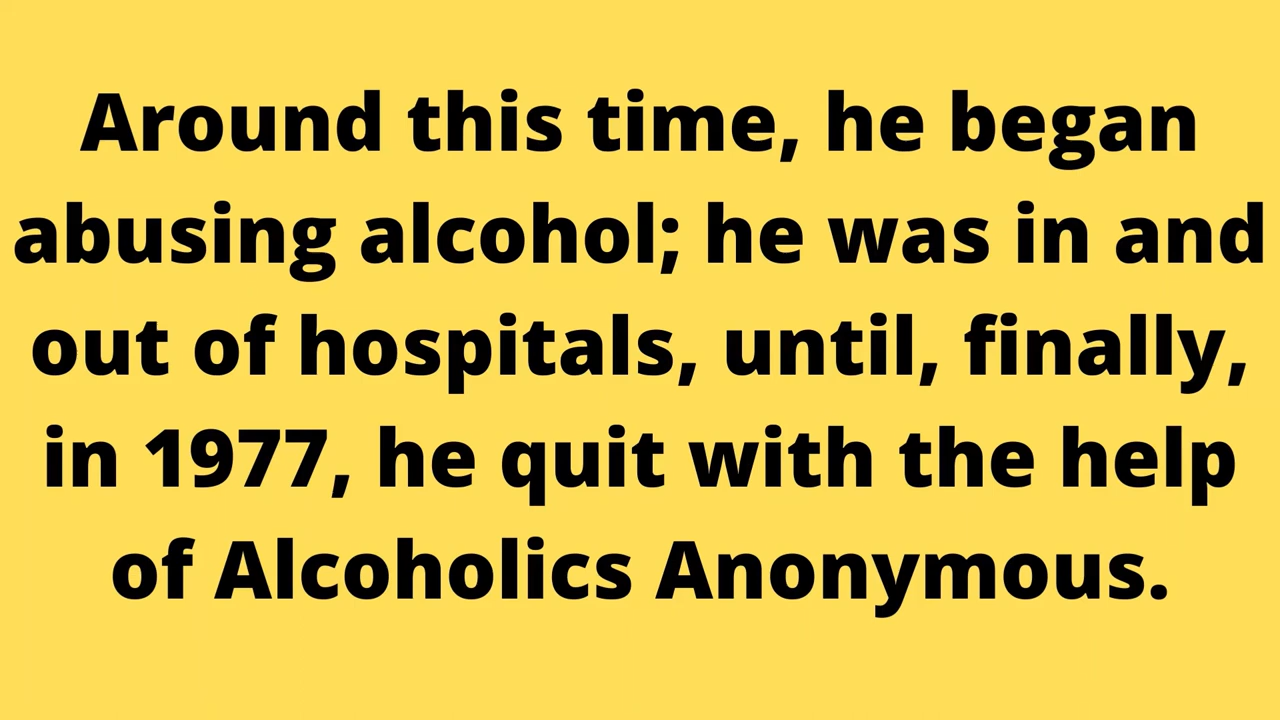 Around this time, he began
abusing alcohol; he was in and
out of hospitals, until, finally,
in 1977, he quit with the help
of Alcoholics Anonymous.